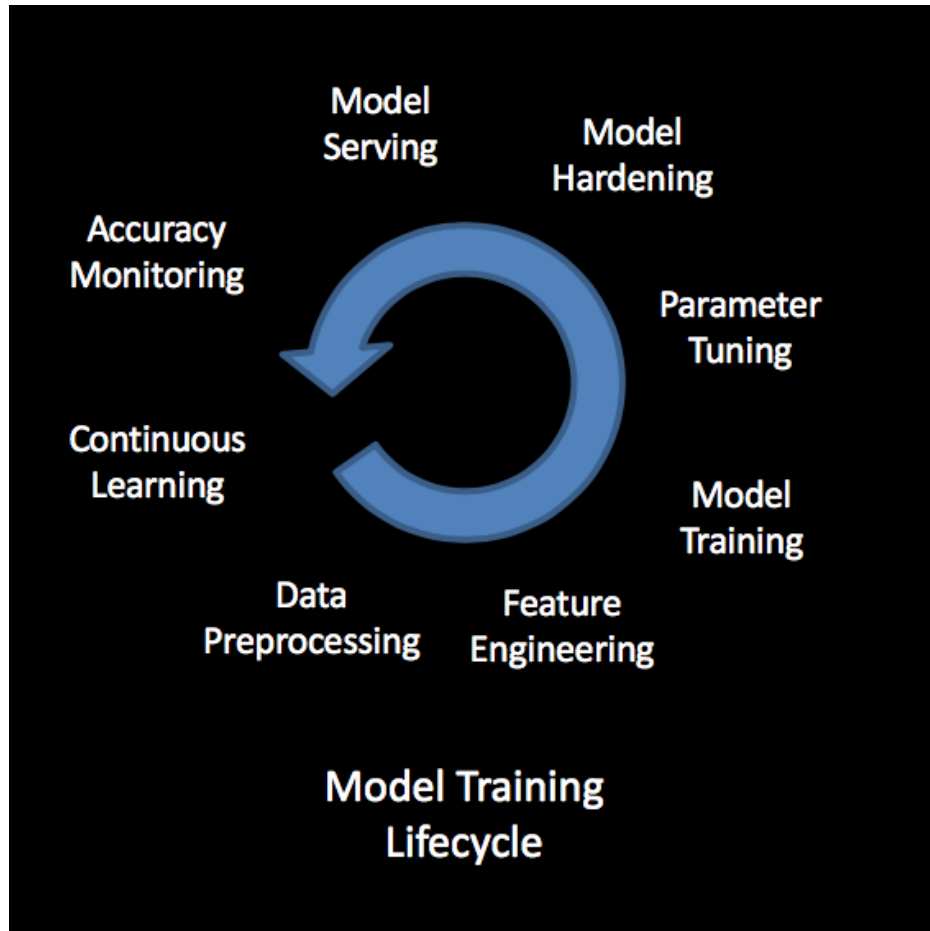 Model
Serving
Model
Hardening
Accuracy
Monitoring
Parameter
Tuning
Continuous
Learning
Model
Training
Data
Preprocessing
Feature
Engineering
Model Training
Lifecycle